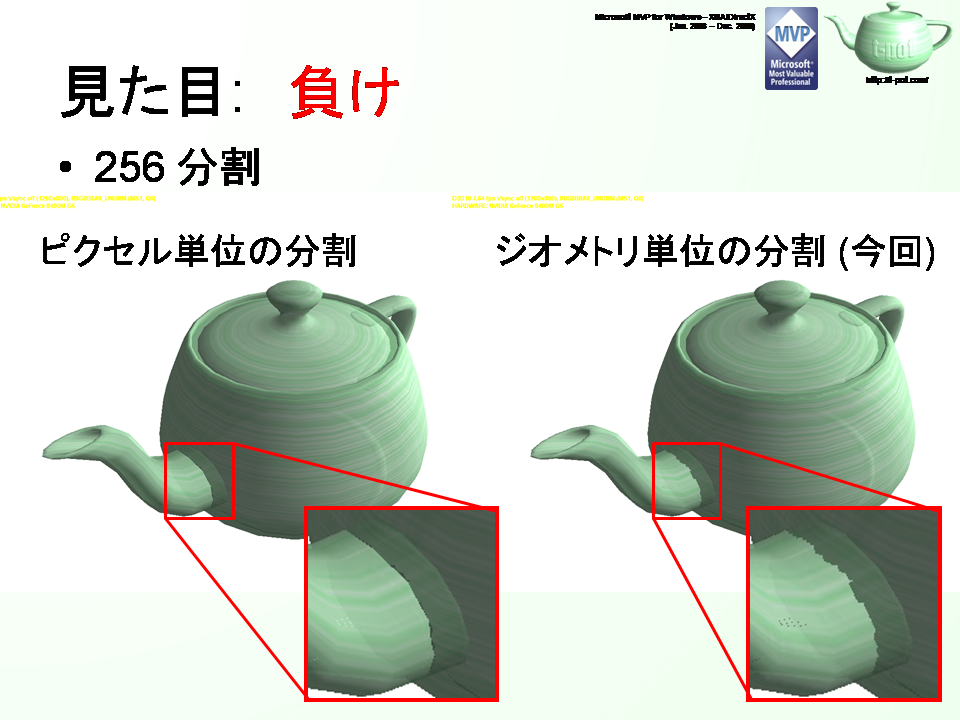 Microsoft MVP for Windows - XNA/DirectX
(Jan. 2006 – Dec. 2008)
MVP
Microsoft®
Most Valuable
Professional
t-pot
http://t-pot.com/
見た目： 負け
• 256 分割
ピクセル単位の分割
ジオメトリ単位の分割 (今回)